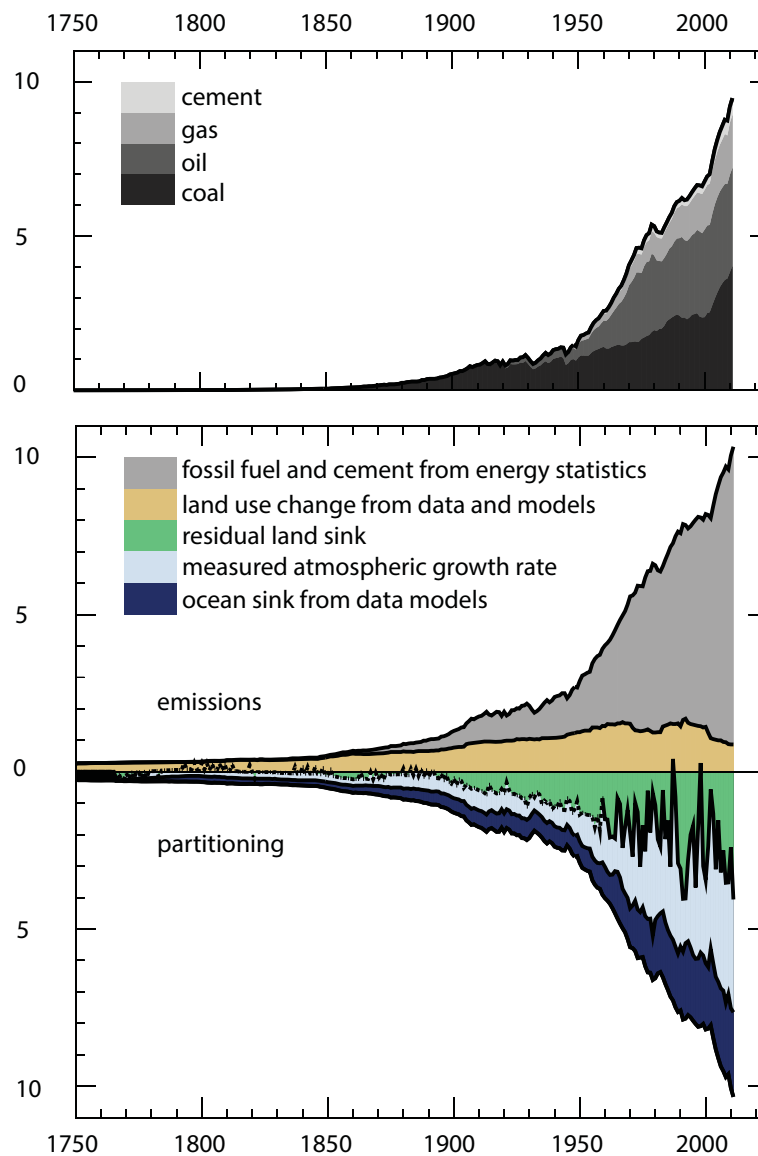 1750 1800 1850 1900 1950 2000
10
cement
gas
oil
coal
5
0
10
fossil fuel and cement from energy statistics
land use change from data and models
residual land sink
measured atmospheric growth rate
ocean sink from data models
5
emissions
0
partitioning
5
10
1750 1800 1850 1900 1950 2000